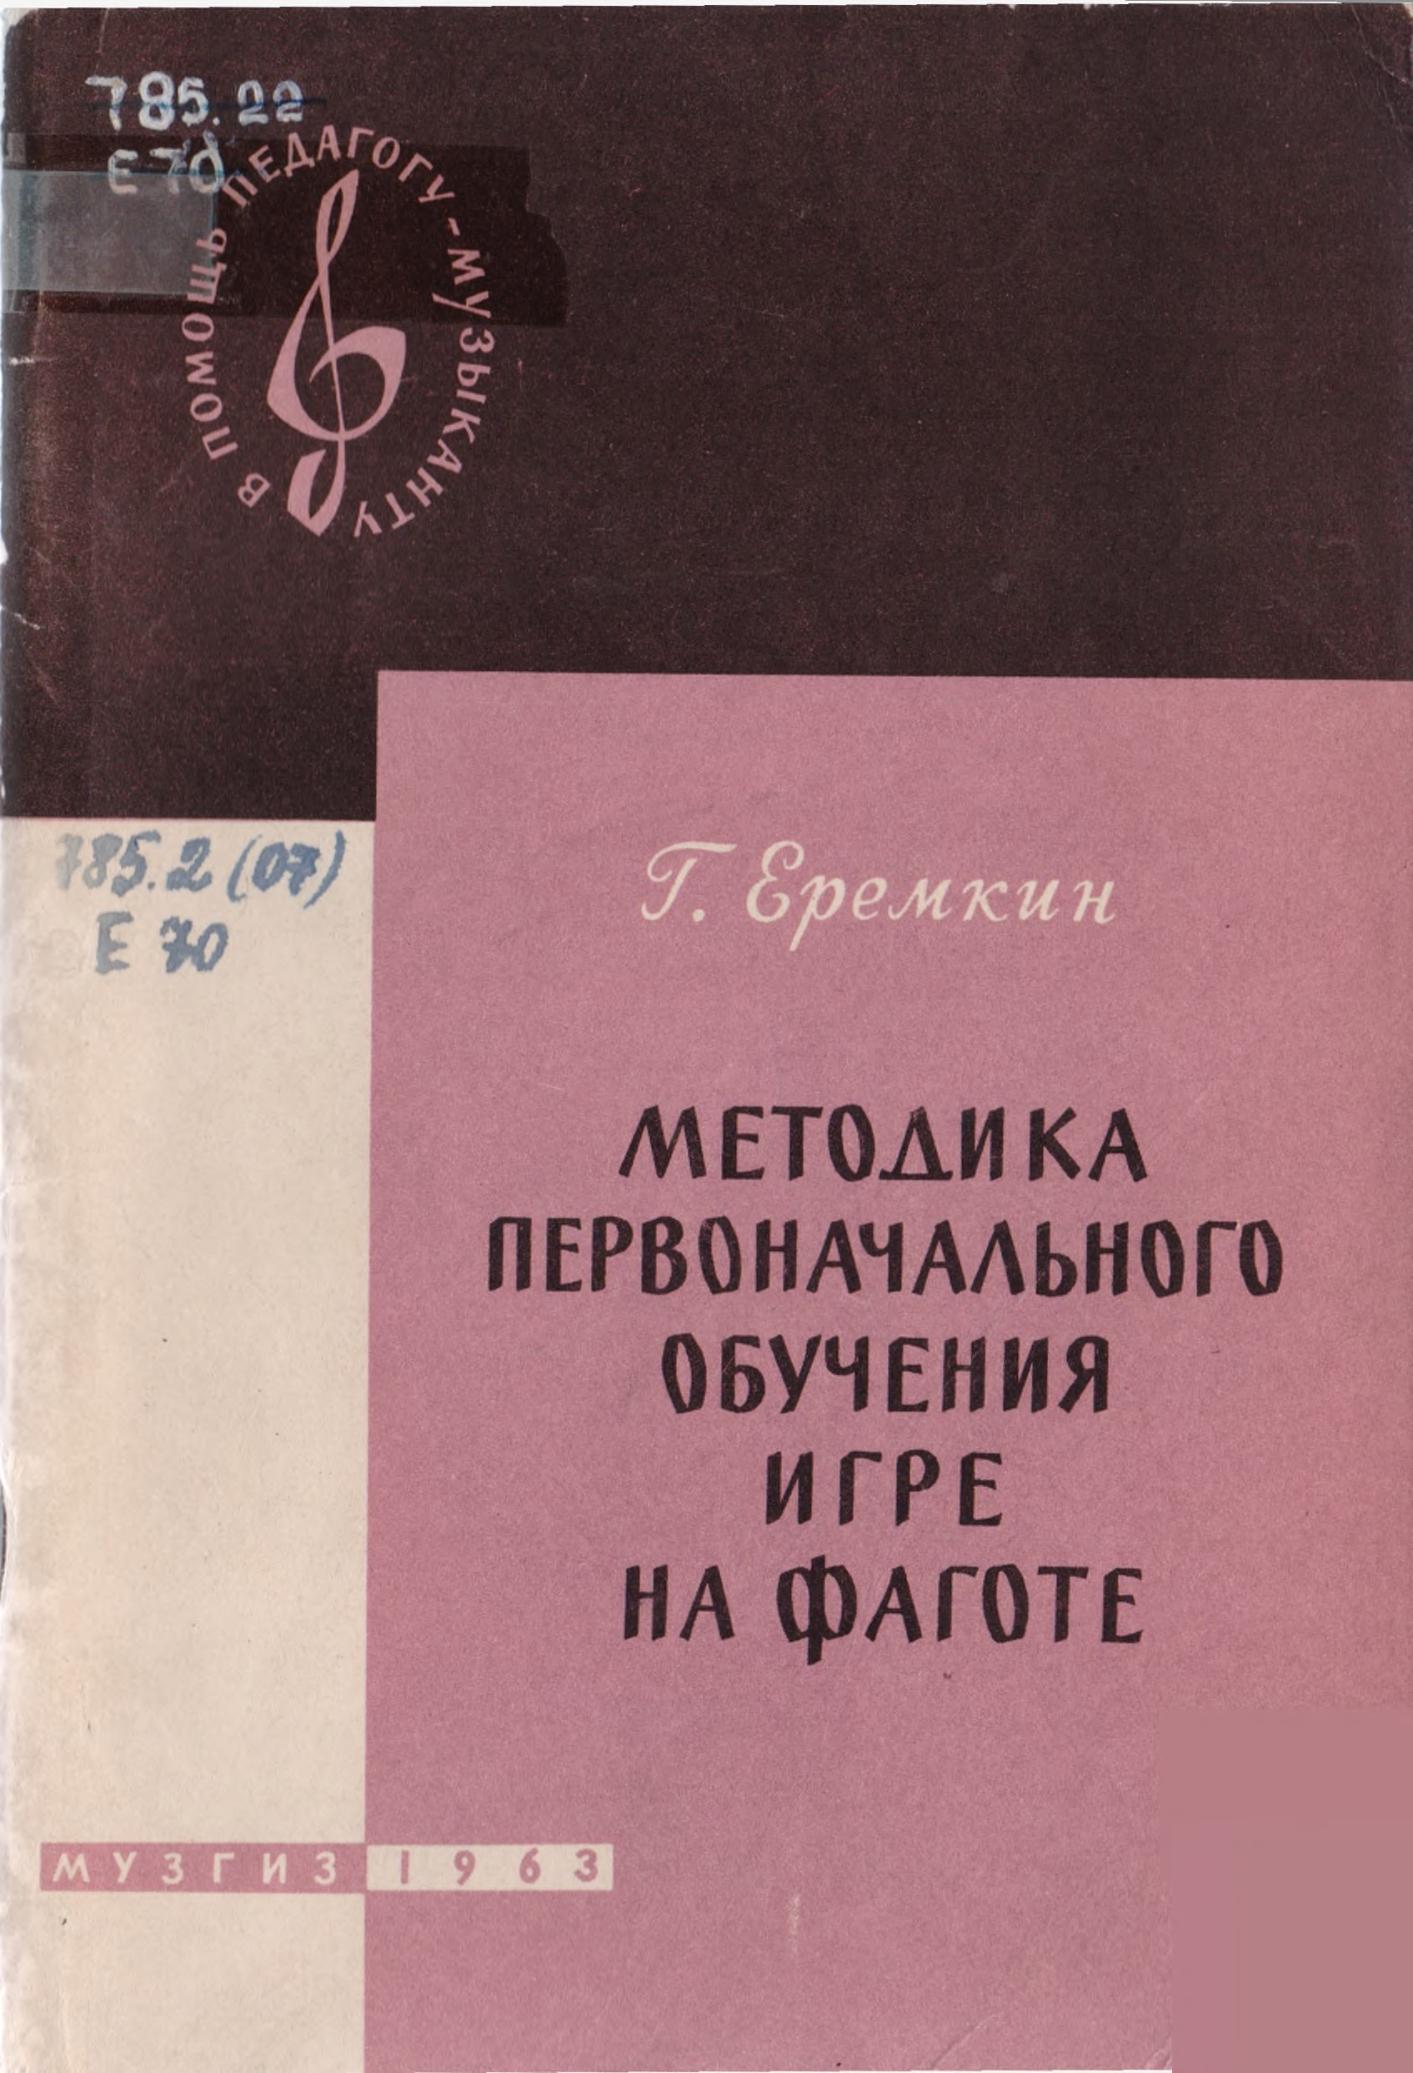 785.22
Е 70
В ПОМОЩЬ ПЕДАГОГУ-МУЗЫКАНТУ
785.2 (07)
Е 70
Г. Еремкин
МЕТОДИКА
ПЕРВОНАЧАЛЬНОГО
ОБУЧЕНИЯ
ИГРЕ
НА ФАГОТЕ
МУЗГИЗ 1963